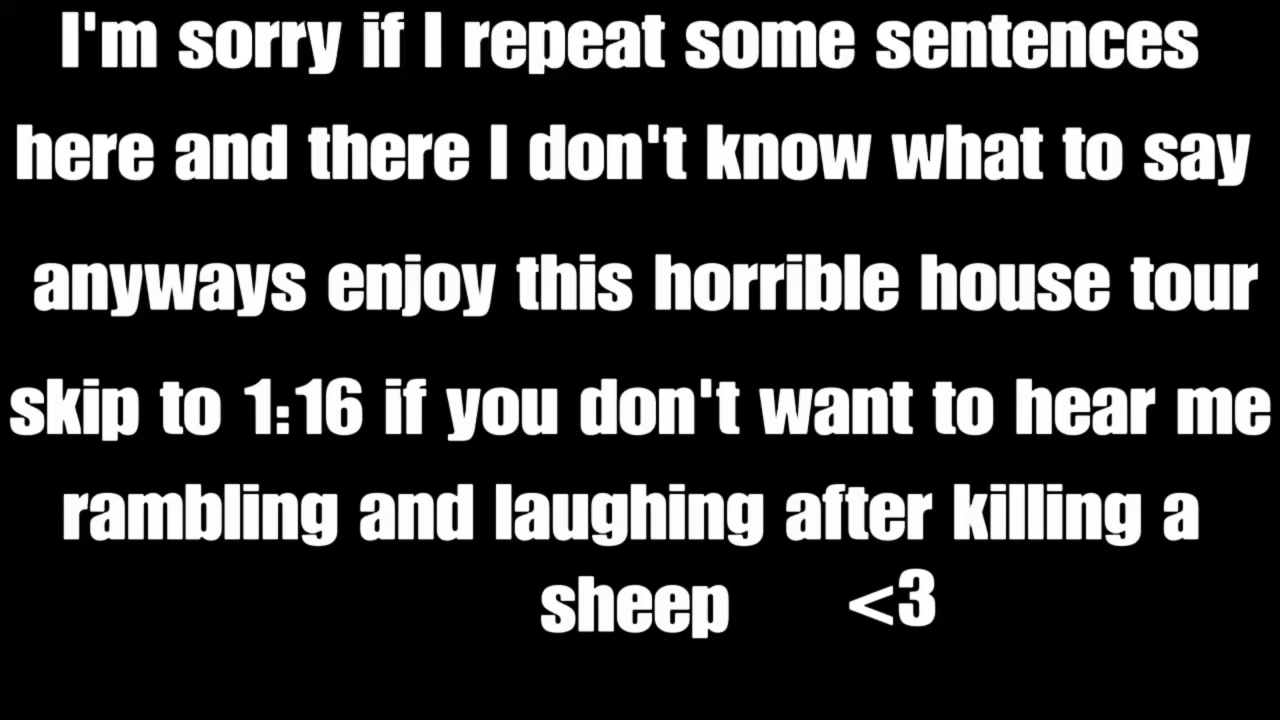 I'm sorry if I repeat some sentences
here and there I don't know what to say
anyways enjoy this horrible house tour
skip to 1:16 if you don't want to hear me
rambling and laughing after killing a
sheep <3